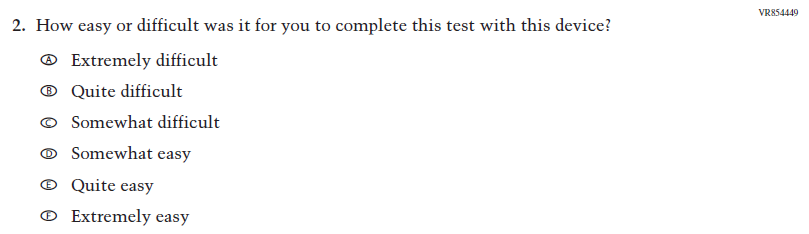 VR854449
2. How easy or difficult was it for you to complete this test with this device?
A Extremely difficult
B Quite difficult
C Somewhat difficult
D Somewhat easy
E Quite easy
F Extremely easy